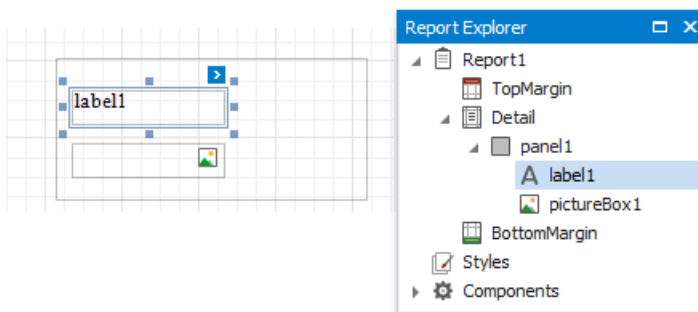 label1
Report Explorer
Report1
TopMargin
Detail
panel1
label1
pictureBox1
BottomMargin
Styles
Components